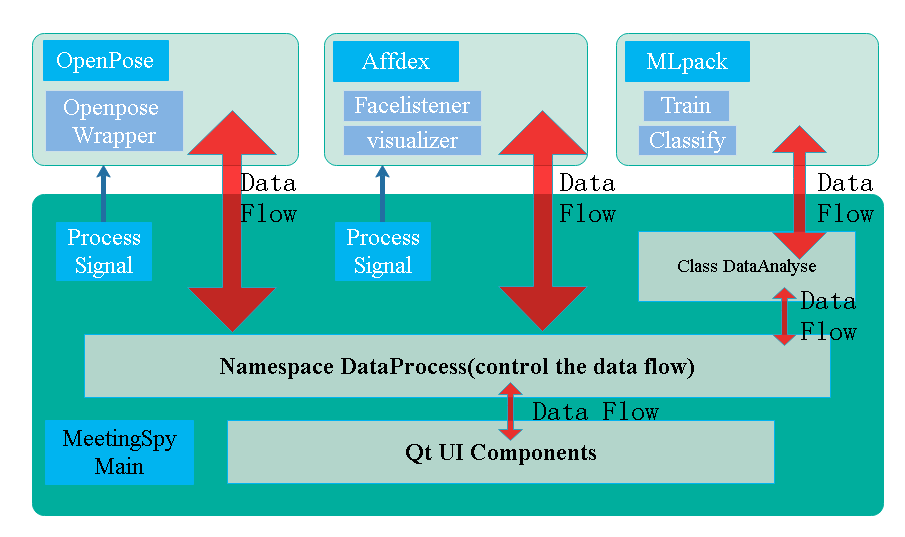 OpenPose
Openpose
Wrapper
Affdex
Facelistener
visualizer
MLpack
Train
Classify
Data
Flow
Data
Flow
Data
Flow
Process
Signal
Process
Signal
Class DataAnalyse
Data
Flow
Namespace DataProcess(control the data flow)
Data Flow
MeetingSpy
Main
Qt UI Components